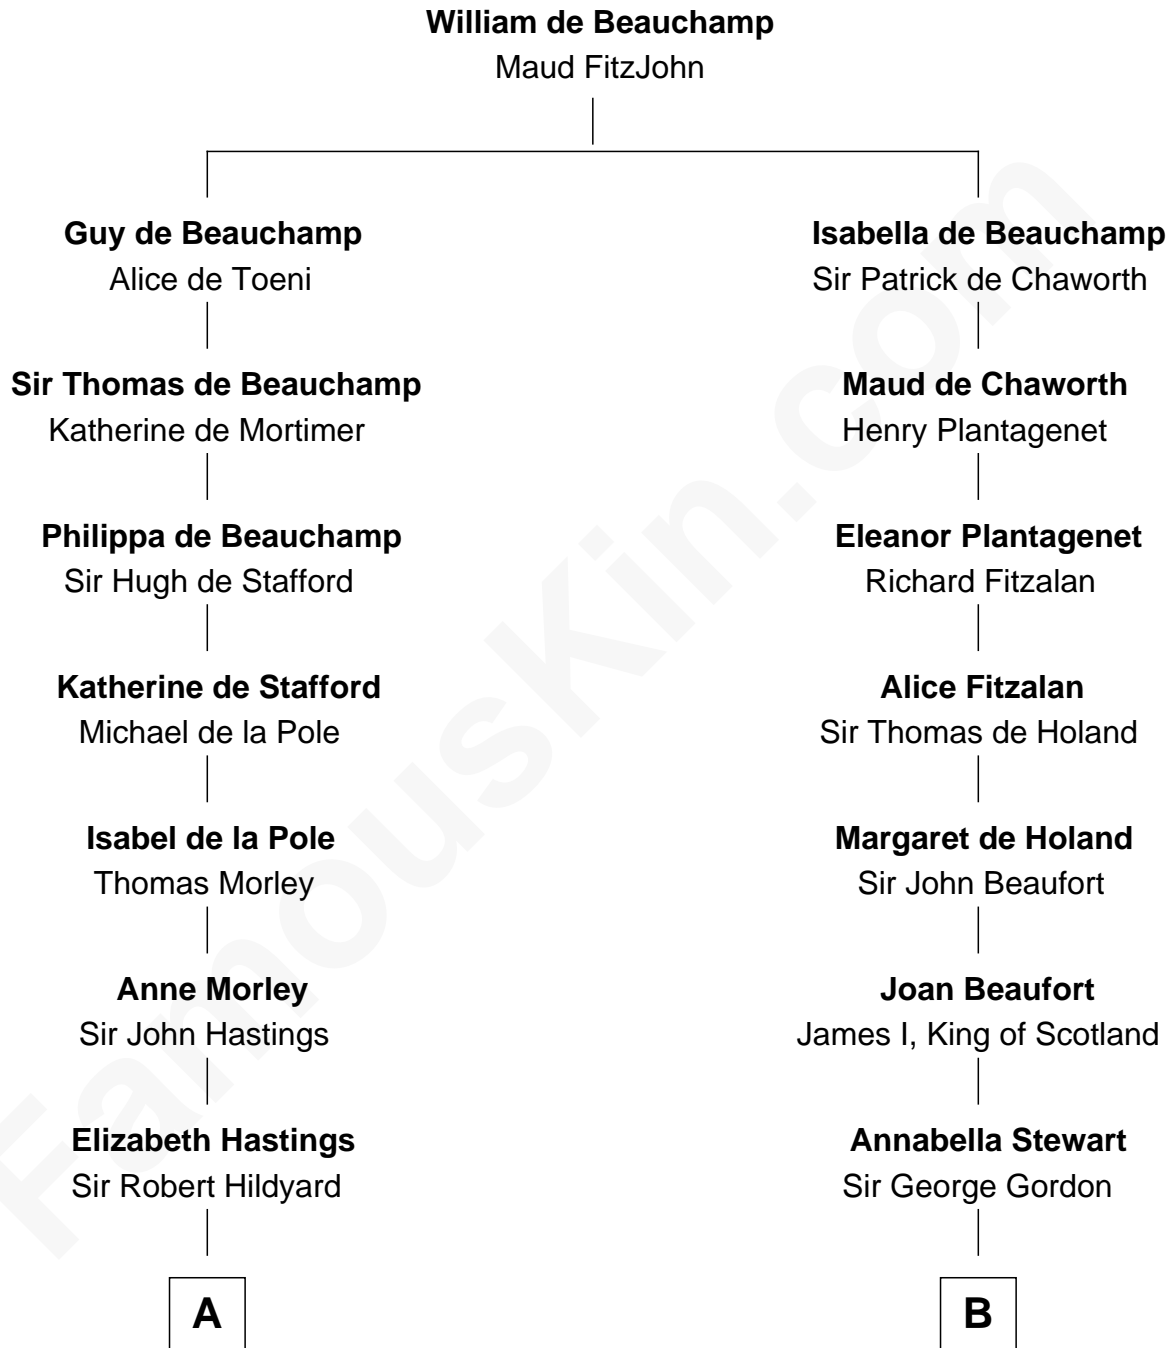 William de Beauchamp
Maud FitzJohn
Guy de Beauchamp
Alice de Toeni
Isabella de Beauchamp
Sir Patrick de Chaworth
Sir Thomas de Beauchamp
Katherine de Mortimer
Maud de Chaworth
Henry Plantagenet
Philippa de Beauchamp
Sir Hugh de Stafford
Eleanor Plantagenet
Richard Fitzalan
Katherine de Stafford
Michael de la Pole
Alice Fitzalan
Sir Thomas de Holand
Isabel de la Pole
Thomas Morley
Margaret de Holand
Sir John Beaufort
Anne Morley
Sir John Hastings
Joan Beaufort
James I, King of Scotland
Elizabeth Hastings
Sir Robert Hildyard
Annabella Stewart
Sir George Gordon
A
B
FamousKin.com